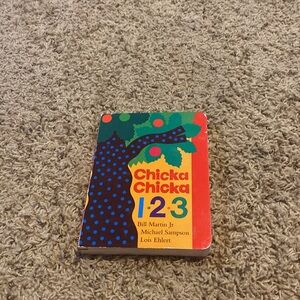 Chicka
Chicka
1•2•3
Bill Martin Jr
Michael Sampson
Lois Ehlert